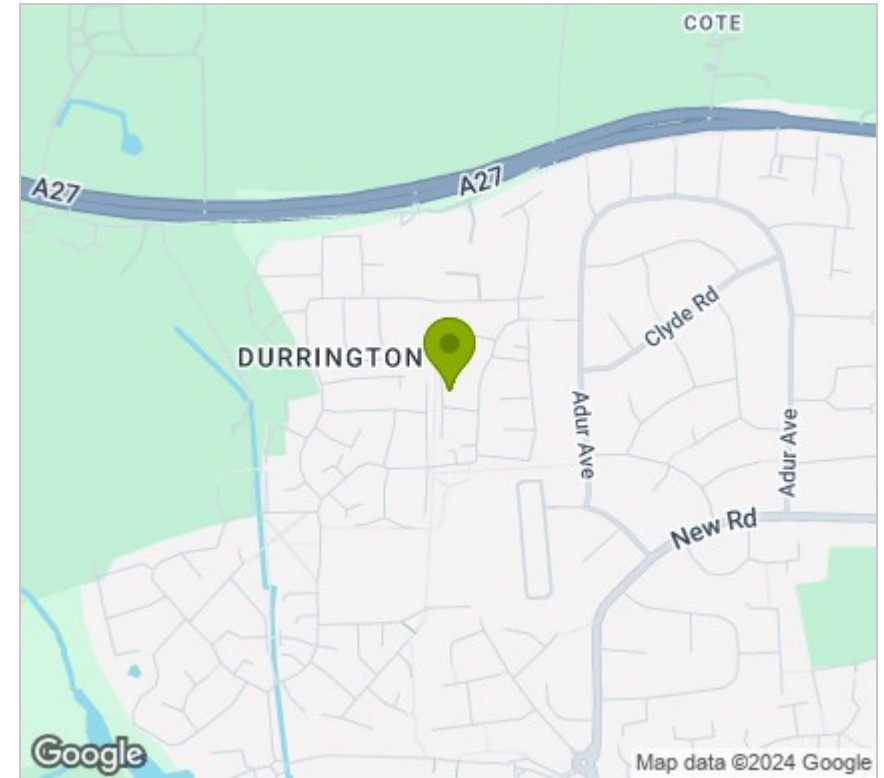 COTE
A27
A27
Clyde Rd
DURRINGTON
Adur Ave
Adur Ave
New Rd
Google
Map data ©2024 Google